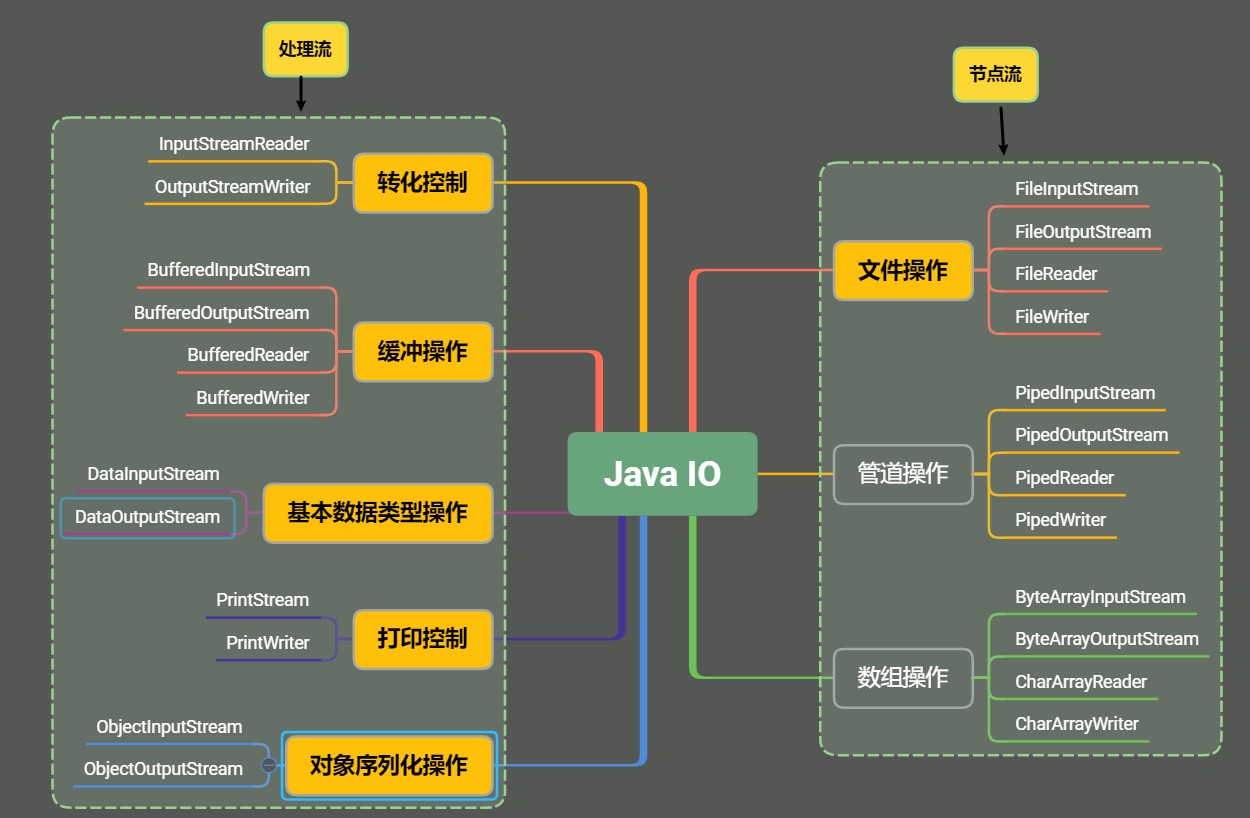 处理流
转化控制
InputStreamReader
OutputStreamWriter
缓冲操作
BufferedInputStream
BufferedOutputStream
BufferedReader
BufferedWriter
基本数据类型操作
DataInputStream
DataOutputStream
打印控制
PrintStream
PrintWriter
对象序列化操作
ObjectInputStream
ObjectOutputStream
Java IO
节点流
文件操作
FileInputStream
FileOutputStream
FileReader
FileWriter
管道操作
PipedInputStream
PipedOutputStream
PipedReader
PipedWriter
数组操作
ByteArrayInputStream
ByteArrayOutputStream
CharArrayReader
CharArrayWriter